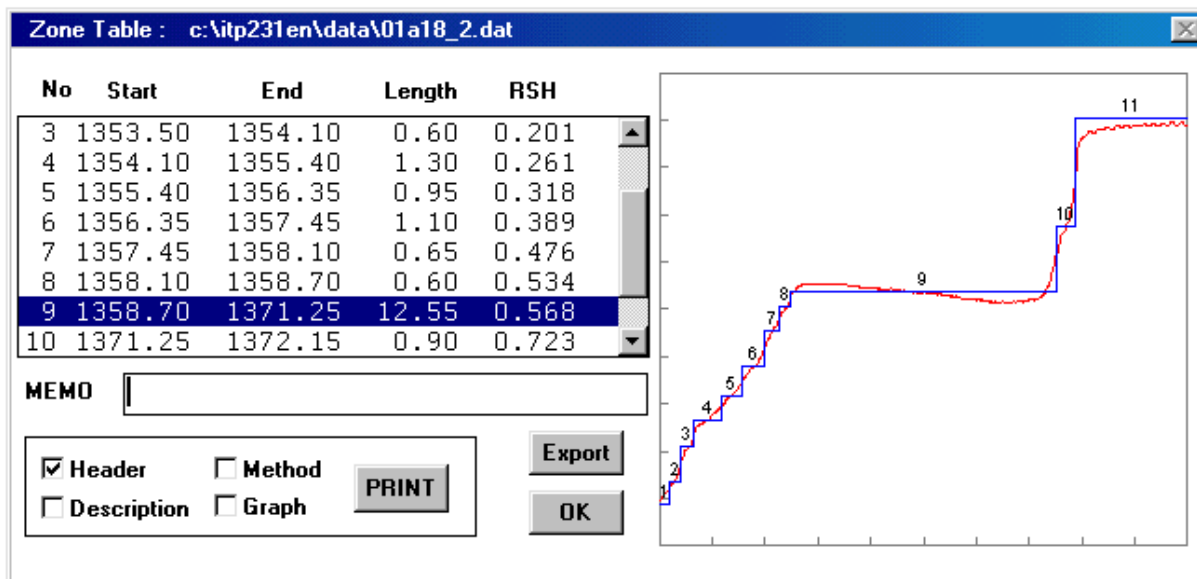 Zone Table : c:\itp231en\data\01a18_2.dat
No Start End Length RSH
3 1353.50 1354.10 0.60 0.201
4 1354.10 1355.40 1.30 0.261
5 1355.40 1356.35 0.95 0.318
6 1356.35 1357.45 1.10 0.389
7 1357.45 1358.10 0.65 0.476
8 1358.10 1358.70 0.60 0.534
9 1358.70 1371.25 12.55 0.568
10 1371.25 1372.15 0.90 0.723
MEMO
Header Method
Description Graph
PRINT
Export
OK
11
10
9
8
7
6
5
4
3
2
1